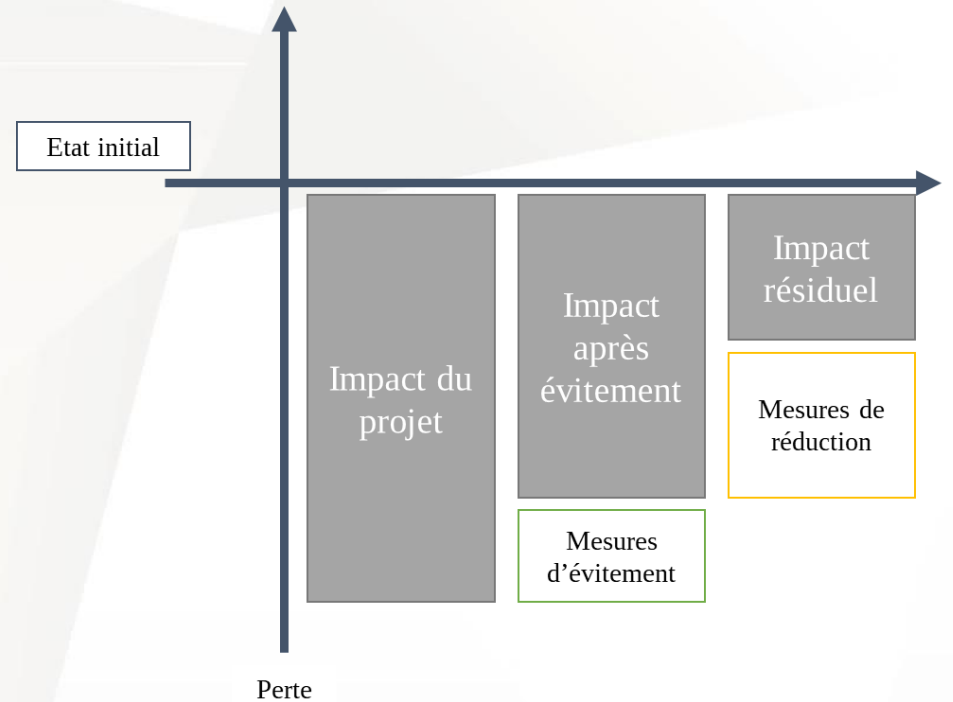 Etat initial
Impact du
projet
Impact
après
évitement
Mesures
d’évitement
Impact
résiduel
Mesures de
réduction
Perte